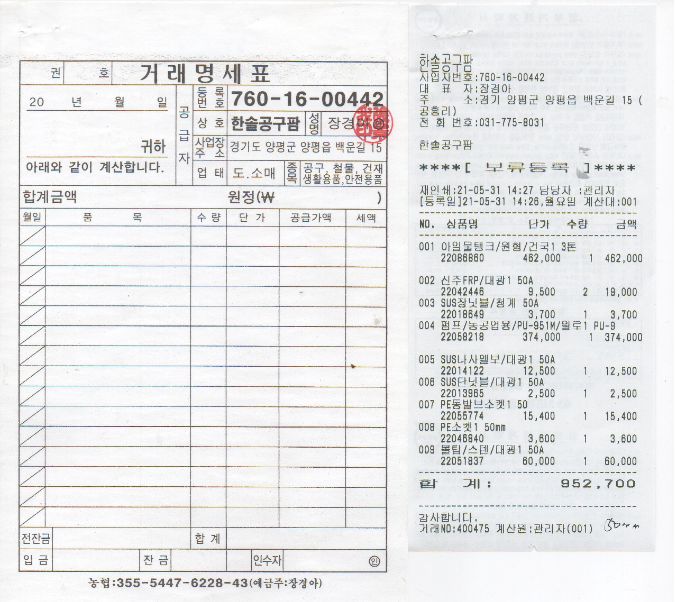 권 호 거래명세표
20 년 월 일
귀하
아래와 같이 계산합니다.
공급자
등록번호 760-16-00442
상호 한솔공구팜 성명 장경아 ㊞
사업장주소 경기도 양평군 양평읍 백운길 15
업태 도.소매 종목 공구, 철물, 건재 생활용품,안전용품
합계금액 원정(₩ )
월일 품 목 수량 단가 공급가액 세액
전잔금 합계
입금 잔금 인수자 ㊞
농협:355-5447-6228-43(예금주:장경아)
한솔공구팜
사업자번호:760-16-00442
대 표 자:장경아
주 소:경기 양평군 양평읍 백운길 15 (
공흥리)
전화 번호:031-775-8031
한솔공구팜
****[ 보류등록 ]****
재인쇄:21-05-31 14:27 담당자 :관리자
[등록일]21-05-31 14:26,월요일 계산대:001
NO. 상품명 단가 수량 금액
001 아임물탱크/원형/건국1 3톤
22086860 462,000 1 462,000
002 신주FRP/대광1 50A
22042446 9,500 2 19,000
003 SUS장닛블/청계 50A
22018649 3,700 1 3,700
004 펌프/농공업용/PU-951M/윌로1 PU-9
22058218 374,000 1 374,000
005 SUS나사엘보/대광1 50A
22014122 12,500 1 12,500
006 SUS단닛블/대광1 50A
22013965 2,500 1 2,500
007 PE동발브소켓1 50
22055774 15,400 1 15,400
008 PE소켓1 50mm
22046840 3,600 1 3,600
009 볼탑/스텐/대광1 50A
22051837 60,000 1 60,000
합 계: 952,700
감사합니다.
거래NO:400475 계산원:관리자(001)